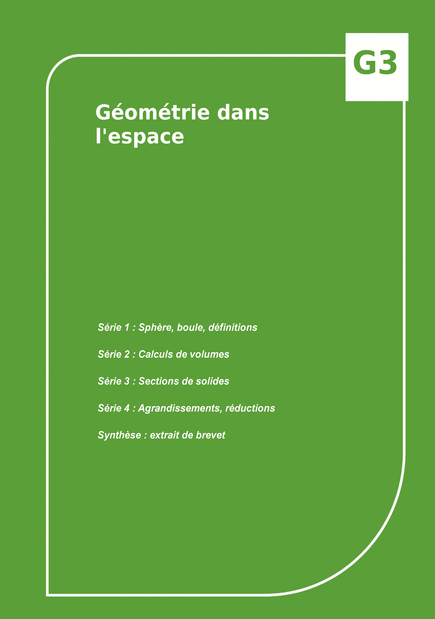 G3
Géométrie dans
l'espace
Série 1 : Sphère, boule, définitions
Série 2 : Calculs de volumes
Série 3 : Sections de solides
Série 4 : Agrandissements, réductions
Synthèse : extrait de brevet